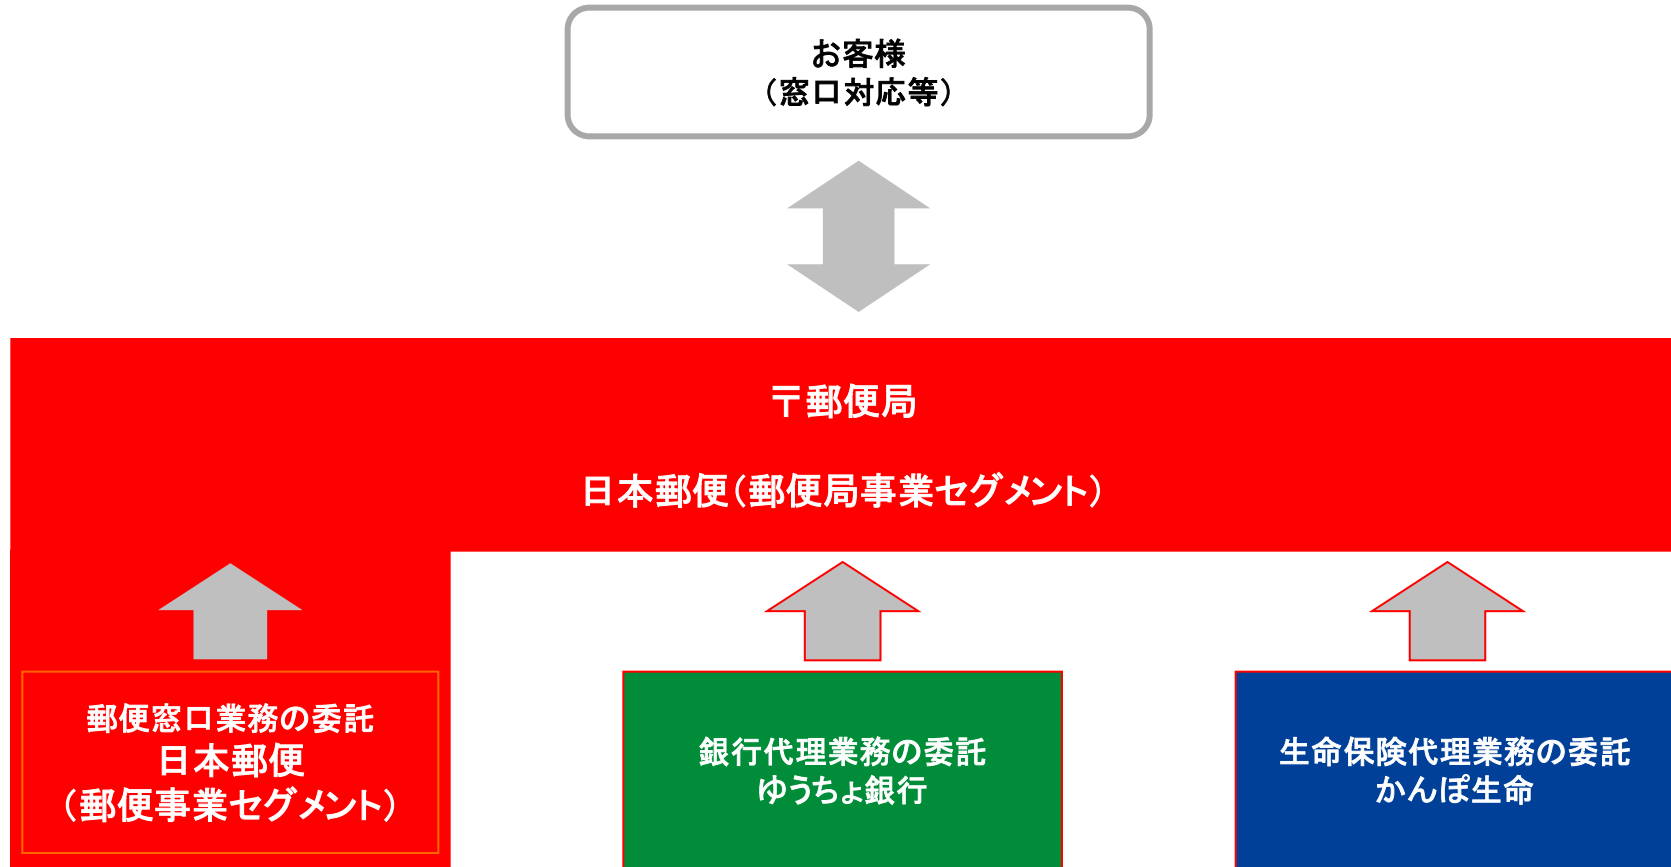 お客様
（窓口対応等）
〒郵便局
日本郵便（郵便局事業セグメント）
郵便窓口業務の委託
日本郵便
（郵便事業セグメント）
銀行代理業務の委託
ゆうちょ銀行
生命保険代理業務の委託
かんぽ生命